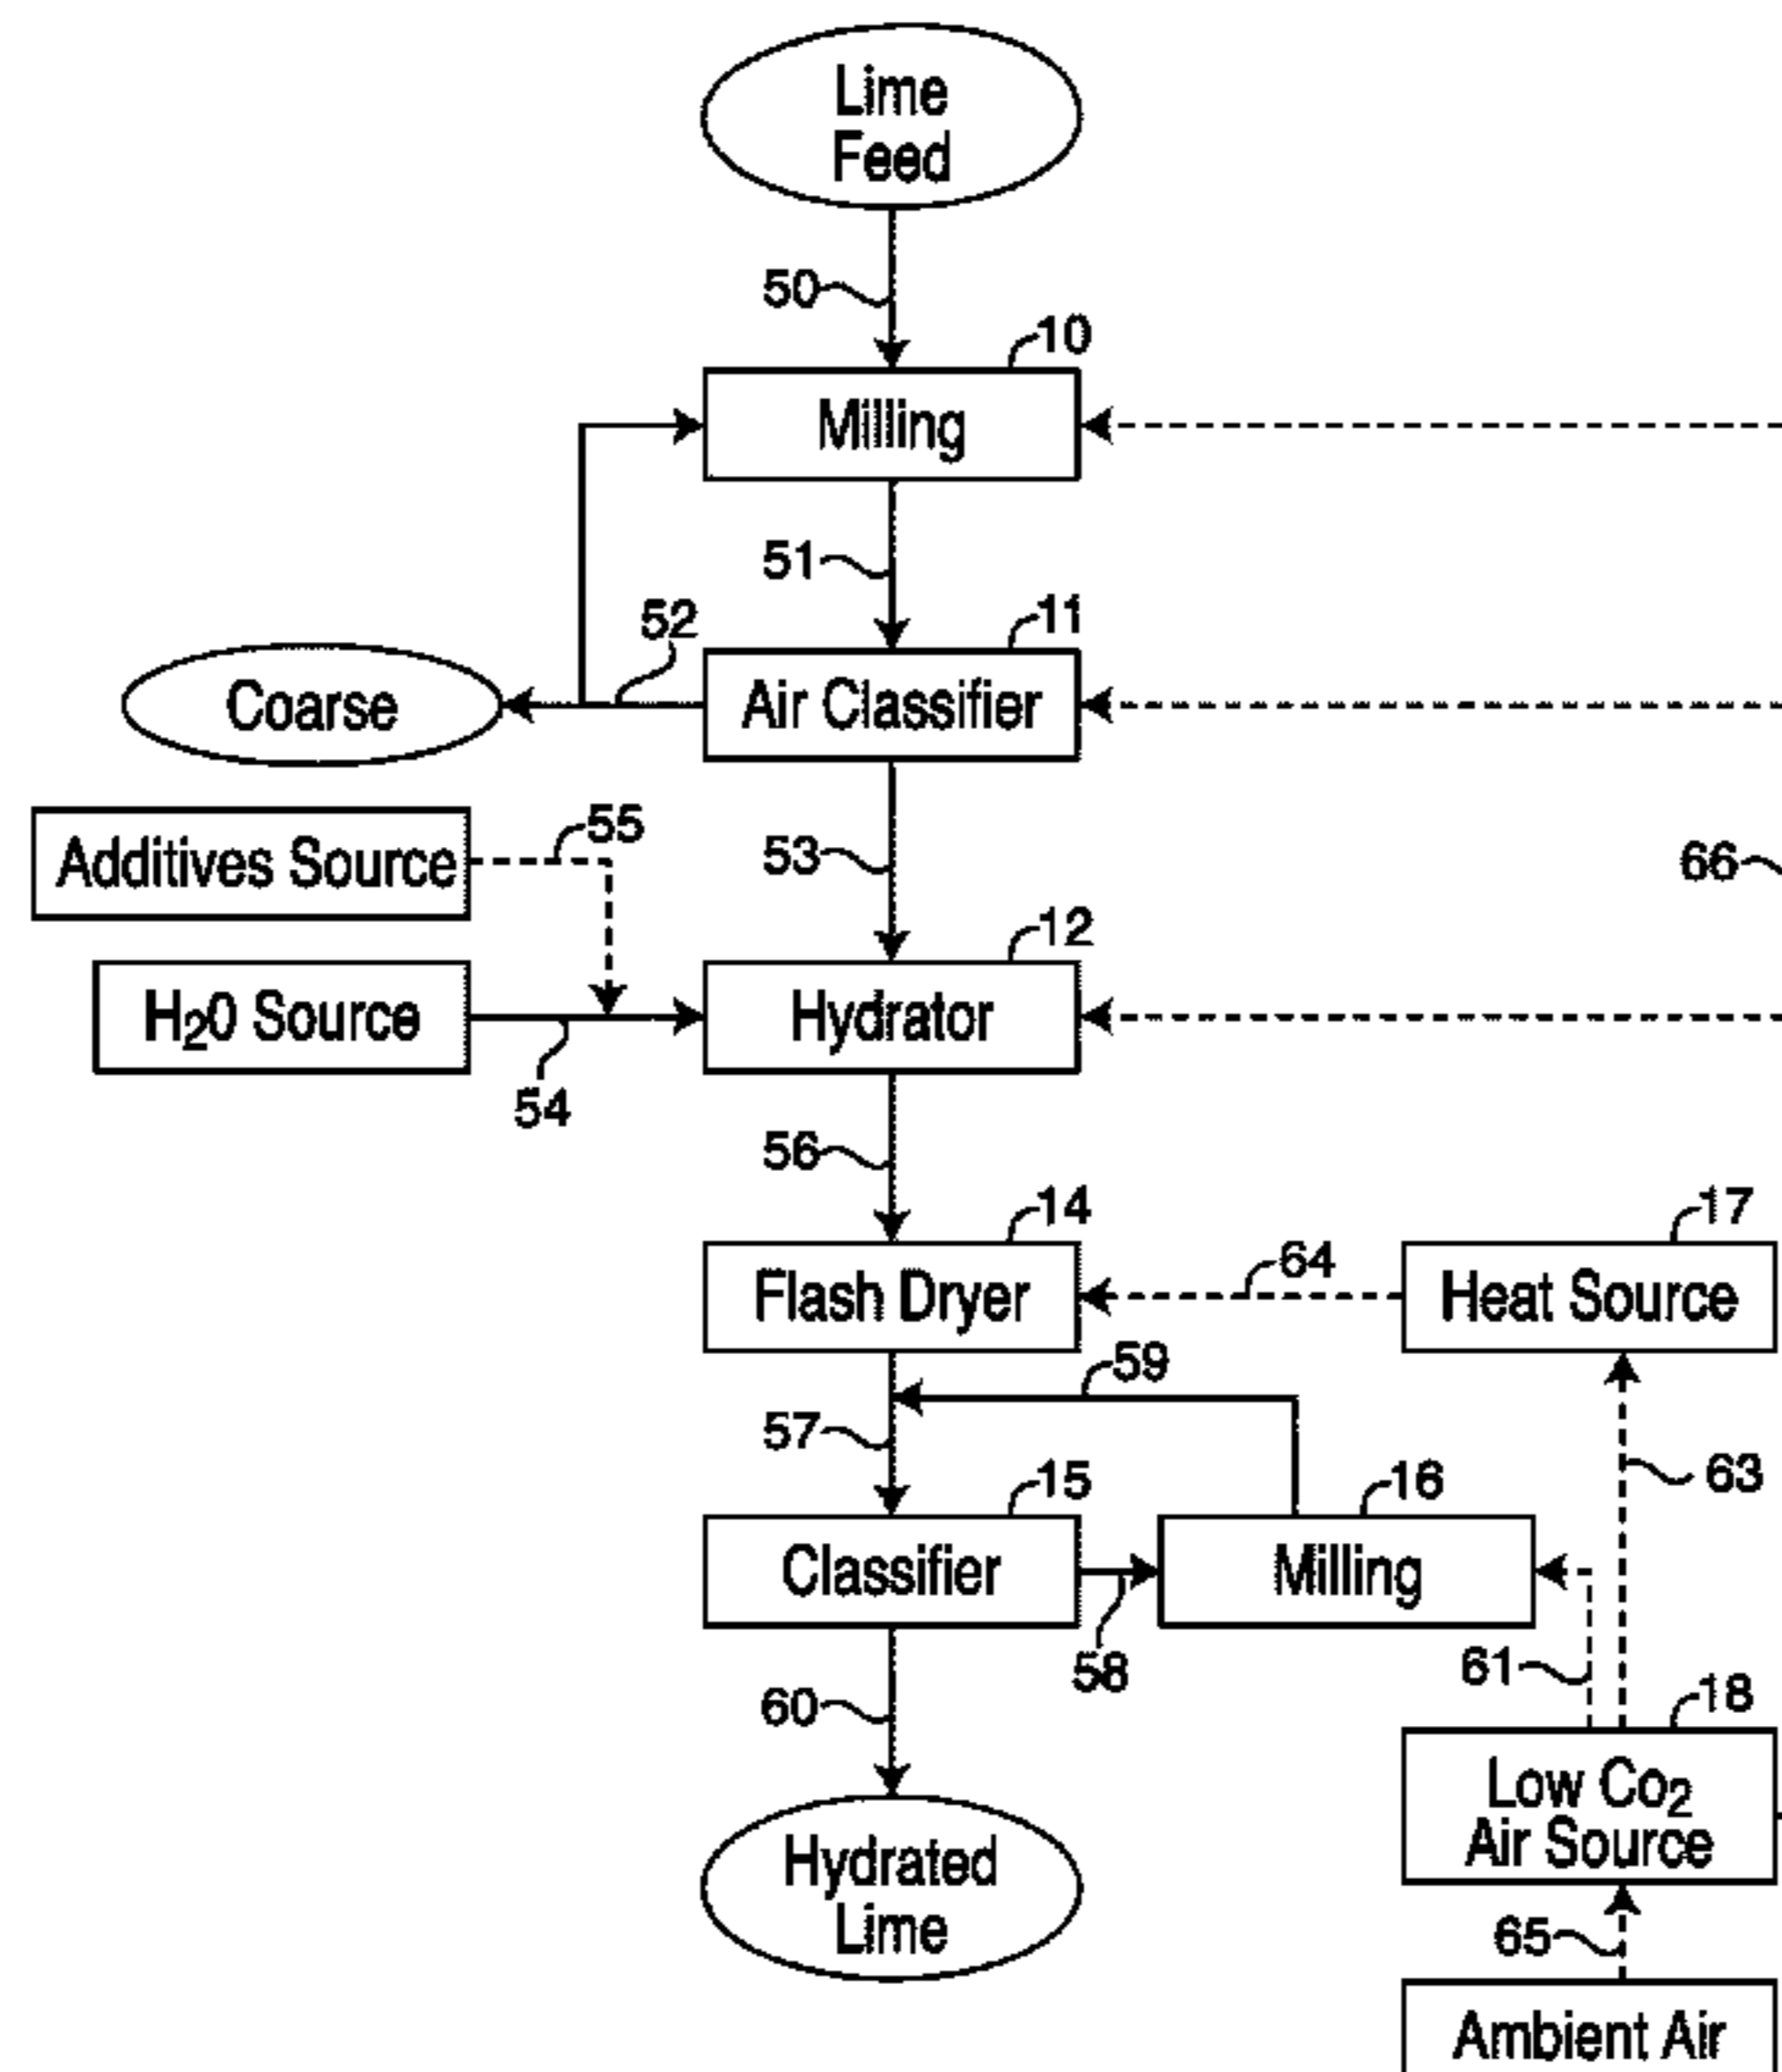 Lime
Feed
50
10
Milling
51
52
11
Coarse
Air Classifier
Additives Source
55
53
66
12
H₂0 Source
Hydrator
54
56
14
17
Flash Dryer
64
Heat Source
59
57
63
15
16
Classifier
Milling
58
61
60
18
Low Co₂
Air Source
Hydrated
Lime
65
Ambient Air